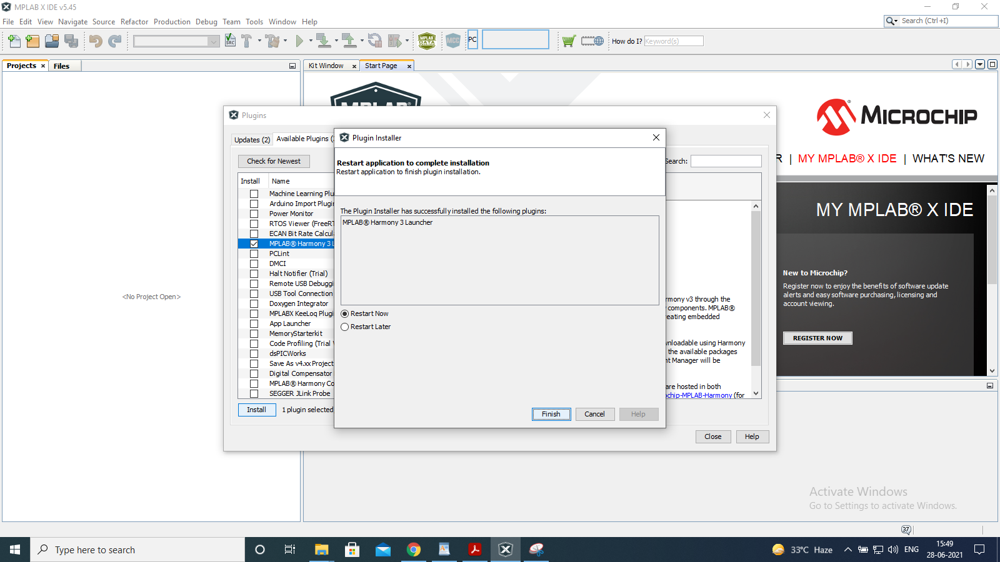 MPLAB X IDE v5.45
File Edit View Navigate Source Refactor Production Debug Team Tools Window Help
Search (Ctrl+I)
SRC
MPLAB
DATA
MCC
PC
How do I? Keyword(s)
Projects Files
Kit Window Start Page
MPLAB®
MICROCHIP
Plugins
Updates (2) Available Plugins
Plugin Installer
Check for Newest
Restart application to complete installation
Restart application to finish plugin installation.
Search:
R | MY MPLAB® X IDE | WHAT'S NEW
Install Name
Machine Learning Plu
Arduino Import Plugin
Power Monitor
RTOS Viewer (FreeRT
ECAN Bit Rate Calcul
MPLAB® Harmony 3 L
PCLint
DMCI
Halt Notifier (Trial)
Remote USB Debuggi
USB Tool Connection
Doxygen Integrator
MPLABX KeeLoq Plugi
App Launcher
MemoryStarterkit
Code Profiling (Trial
dsPICWorks
Save As v4.xx Project
Digital Compensator
MPLAB® Harmony Co
SEGGER JLink Probe
The Plugin Installer has successfully installed the following plugins:
MPLAB® Harmony 3 Launcher
Restart Now
Restart Later
rmony v3 through the
components. MPLAB®
eating embedded
wnloadable using Harmony
the available packages
nt Manager will be
are hosted in both
ochip-MPLAB-Harmony (for
MY MPLAB® X IDE
New to Microchip?
Register now to enjoy the benefits of software update
alerts and easy software purchasing, licensing and
account viewing.
REGISTER NOW
<No Project Open>
Install 1 plugin selected
Finish Cancel Help
Close Help
Activate Windows
Go to Settings to activate Windows.
37
Type here to search
33°C Haze
ENG
15:49
28-06-2021